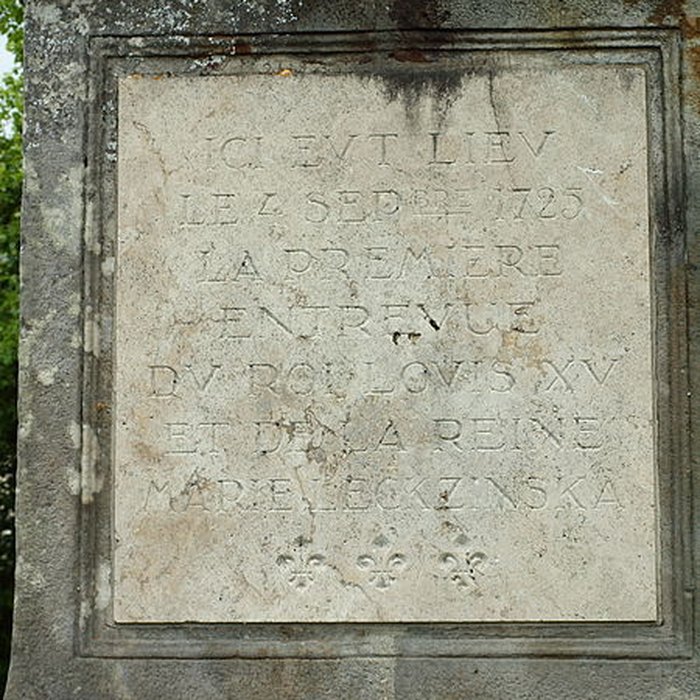 ICI EVT LIEV
LE 4 SEPBRE 1725
LA PREMIERE
ENTREVUE
DV ROI LOVIS XV
ET DE LA REINE
MARIE LECKZINSKA